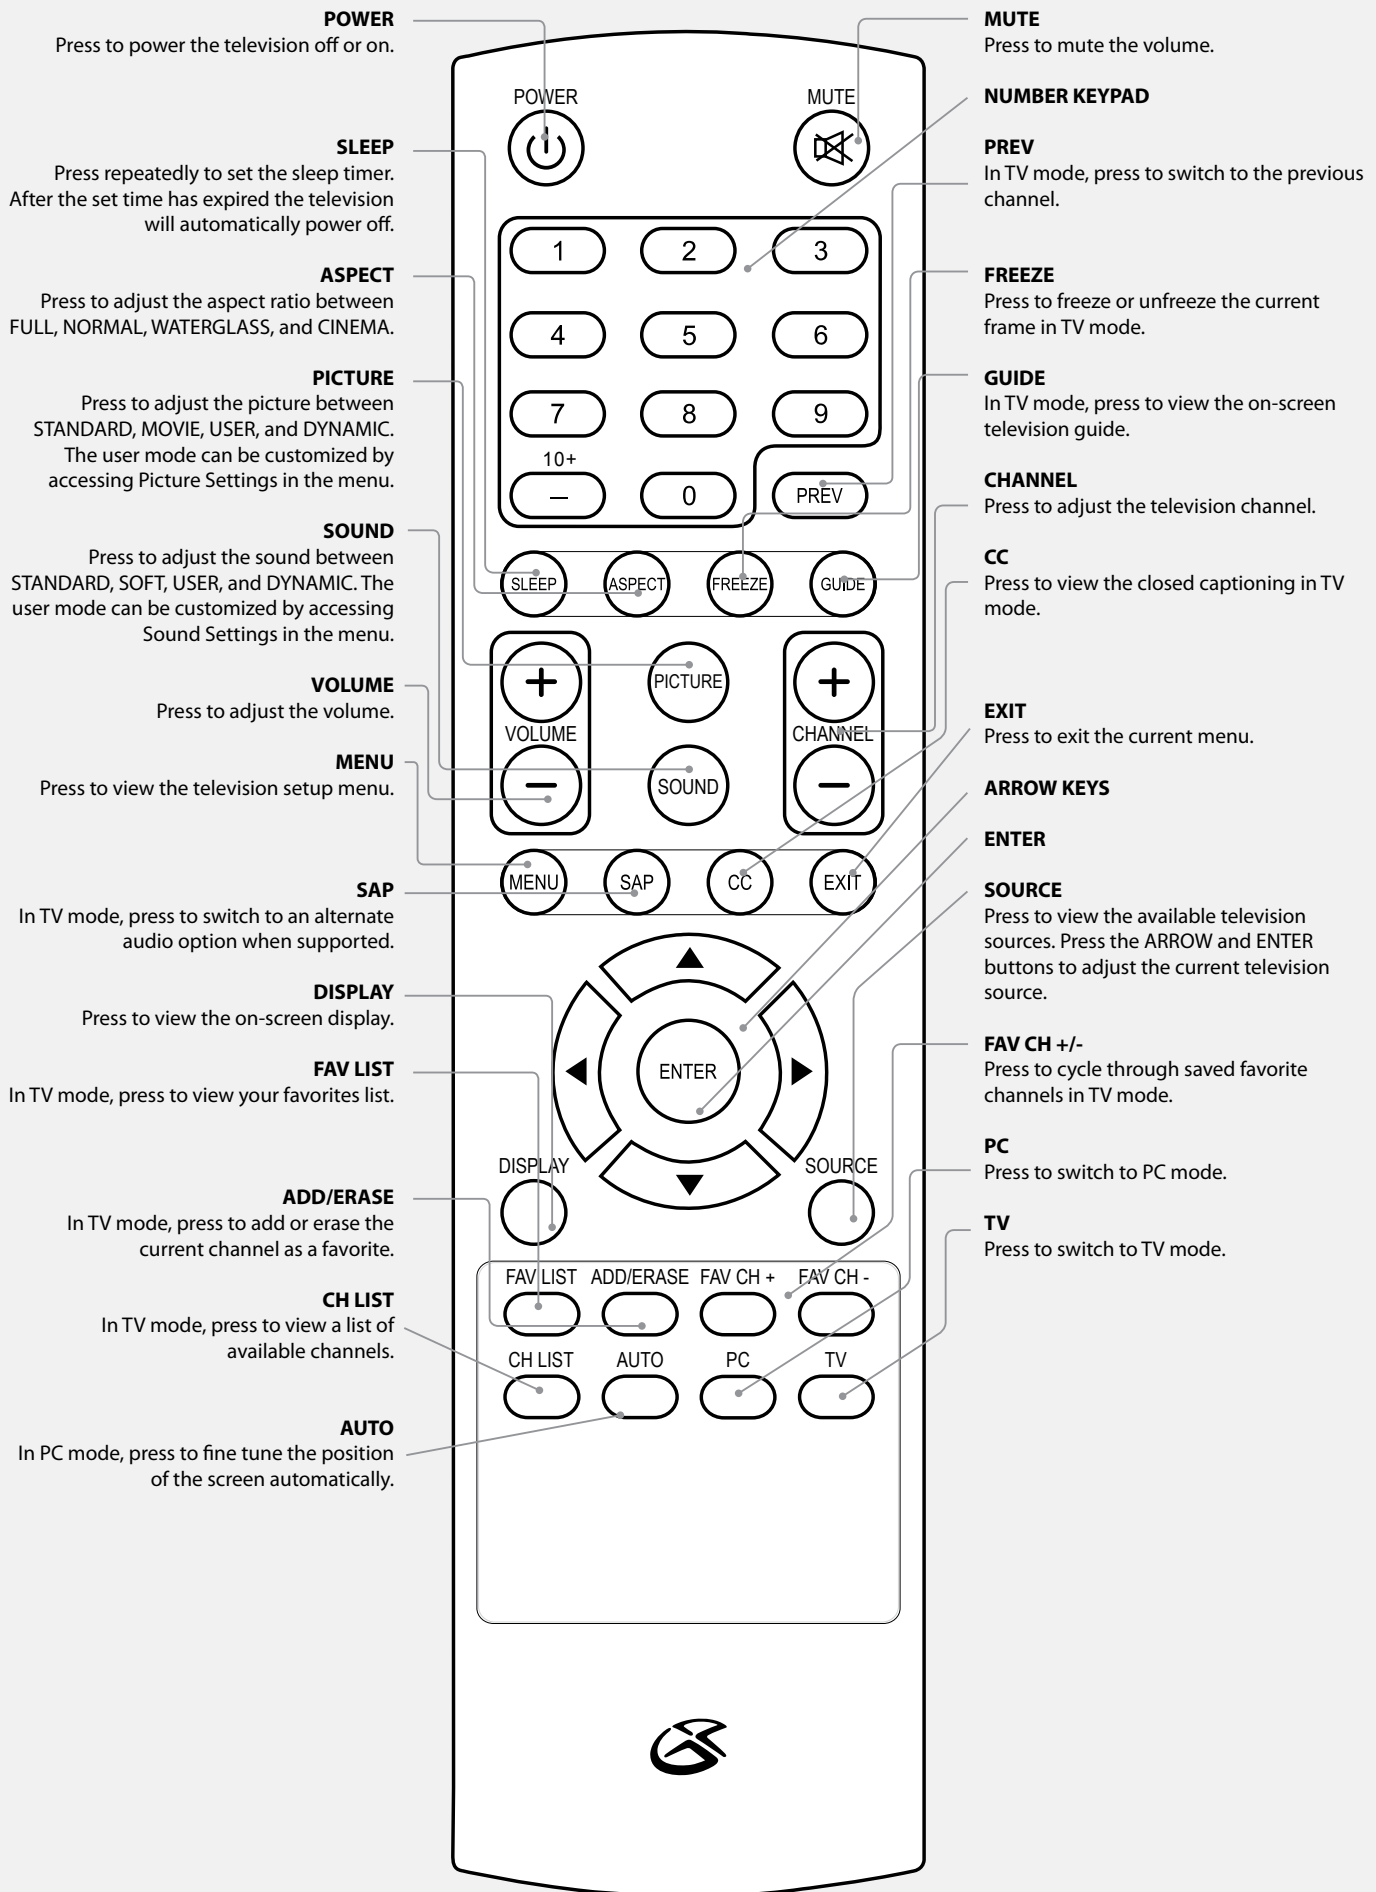 POWER
Press to power the television off or on.
SLEEP
Press repeatedly to set the sleep timer.
After the set time has expired the television
will automatically power off.
ASPECT
Press to adjust the aspect ratio between
FULL, NORMAL, WATERGLASS, and CINEMA.
PICTURE
Press to adjust the picture between
STANDARD, MOVIE, USER, and DYNAMIC.
The user mode can be customized by
accessing Picture Settings in the menu.
SOUND
Press to adjust the sound between
STANDARD, SOFT, USER, and DYNAMIC. The
user mode can be customized by accessing
Sound Settings in the menu.
VOLUME
Press to adjust the volume.
MENU
Press to view the television setup menu.
SAP
In TV mode, press to switch to an alternate
audio option when supported.
DISPLAY
Press to view the on-screen display.
FAV LIST
In TV mode, press to view your favorites list.
ADD/ERASE
In TV mode, press to add or erase the
current channel as a favorite.
CH LIST
In TV mode, press to view a list of
available channels.
AUTO
In PC mode, press to fine tune the position
of the screen automatically.
POWER MUTE
1 2 3
4 5 6
7 8 9
10+
– 0 PREV
SLEEP ASPECT FREEZE GUIDE
+ PICTURE +
VOLUME CHANNEL
– SOUND –
MENU SAP CC EXIT
ENTER
DISPLAY SOURCE
FAV LIST ADD/ERASE FAV CH + FAV CH -
CH LIST AUTO PC TV
MUTE
Press to mute the volume.
NUMBER KEYPAD
PREV
In TV mode, press to switch to the previous
channel.
FREEZE
Press to freeze or unfreeze the current
frame in TV mode.
GUIDE
In TV mode, press to view the on-screen
television guide.
CHANNEL
Press to adjust the television channel.
CC
Press to view the closed captioning in TV
mode.
EXIT
Press to exit the current menu.
ARROW KEYS
ENTER
SOURCE
Press to view the available television
sources. Press the ARROW and ENTER
buttons to adjust the current television
source.
FAV CH +/-
Press to cycle through saved favorite
channels in TV mode.
PC
Press to switch to PC mode.
TV
Press to switch to TV mode.